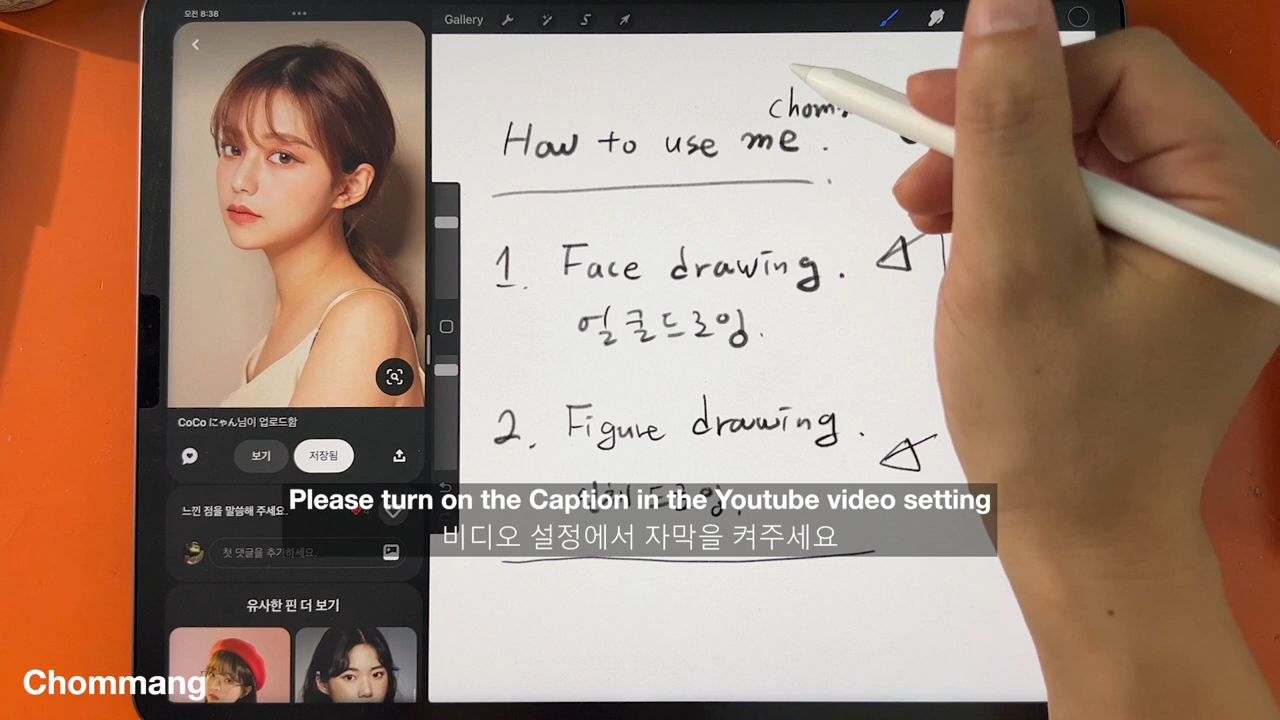 오전 8:38
Gallery
chom
How to use me.
1. Face drawing.
얼굴드로잉.
2. Figure drawing.
드로잉.
CoCo にゃん님이 업로드함
보기
저장됨
느낀 점을 말씀해 주세요.
첫 댓글을 추가하세요.
유사한 핀 더 보기
Please turn on the Caption in the Youtube video setting
비디오 설정에서 자막을 켜주세요
Chommang